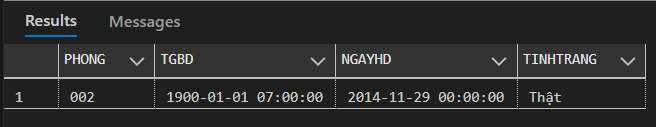 Results Messages
PHONG TGBD NGAYHD TINHTRANG
1 002 1900-01-01 07:00:00 2014-11-29 00:00:00 Thật